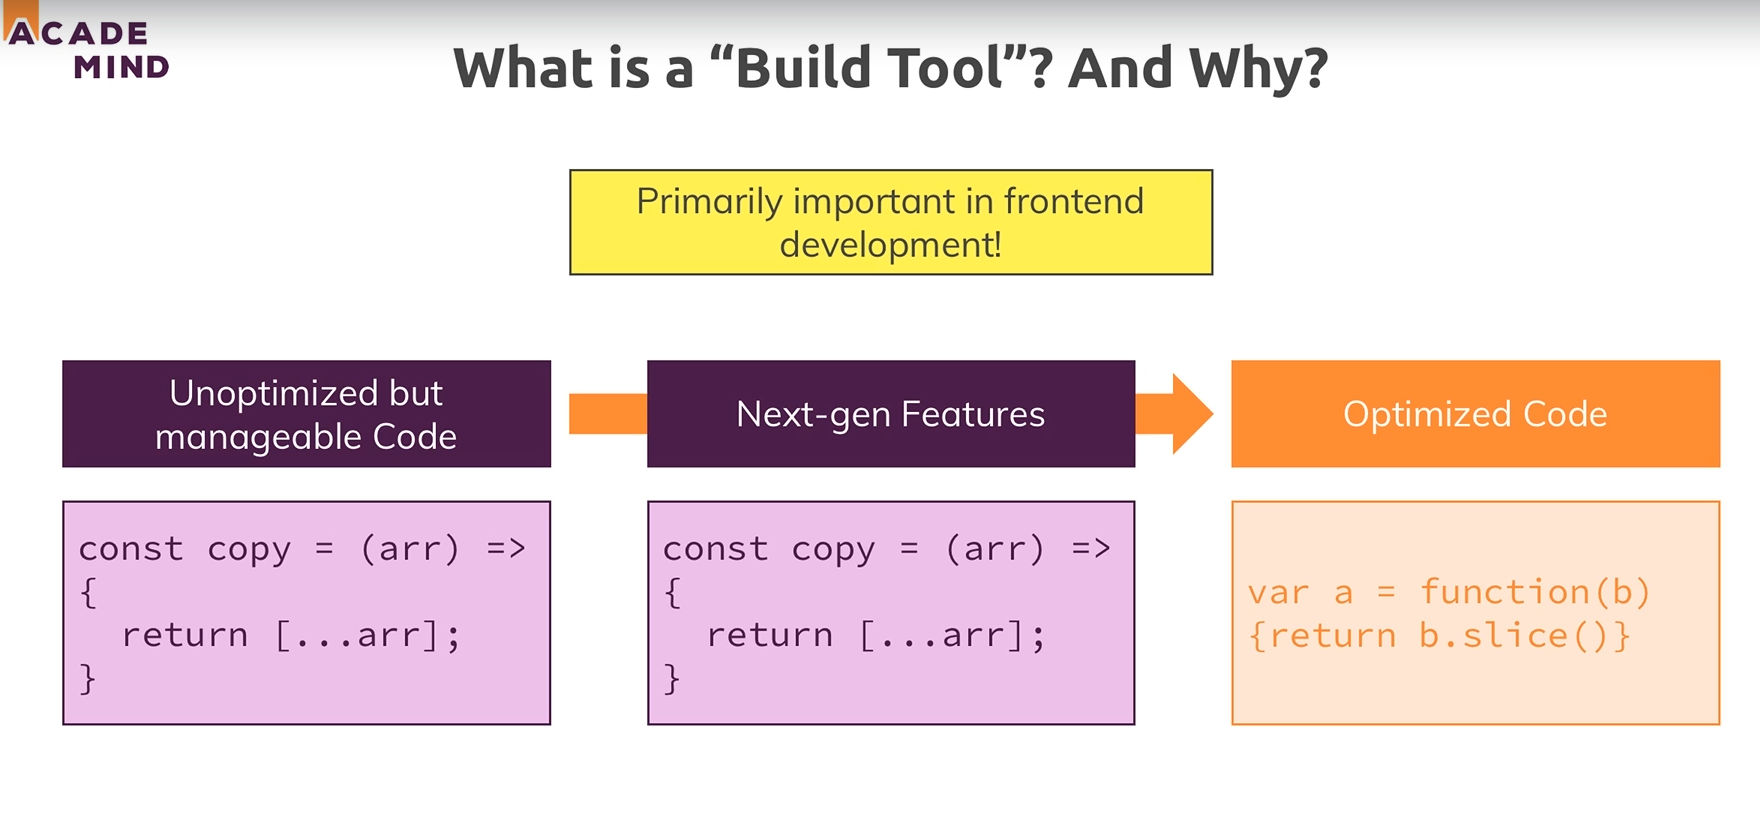 ACADE
MIND
What is a “Build Tool”? And Why?
Primarily important in frontend
development!
Unoptimized but
manageable Code
Next-gen Features
Optimized Code
const copy = (arr) =>
{
  return [...arr];
}
const copy = (arr) =>
{
  return [...arr];
}
var a = function(b)
{return b.slice()}